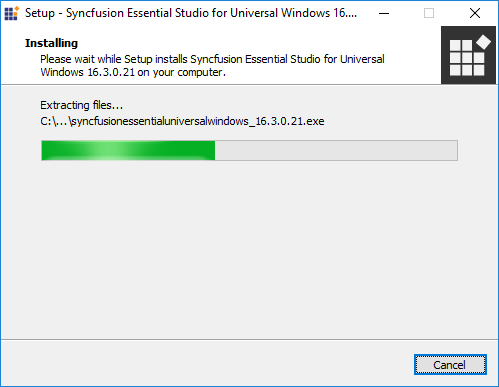 Setup - Syncfusion Essential Studio for Universal Windows 16....
Installing
Please wait while Setup installs Syncfusion Essential Studio for Universal
Windows 16.3.0.21 on your computer.
Extracting files...
C:\...\syncfusionessentialuniversalwindows_16.3.0.21.exe
Cancel